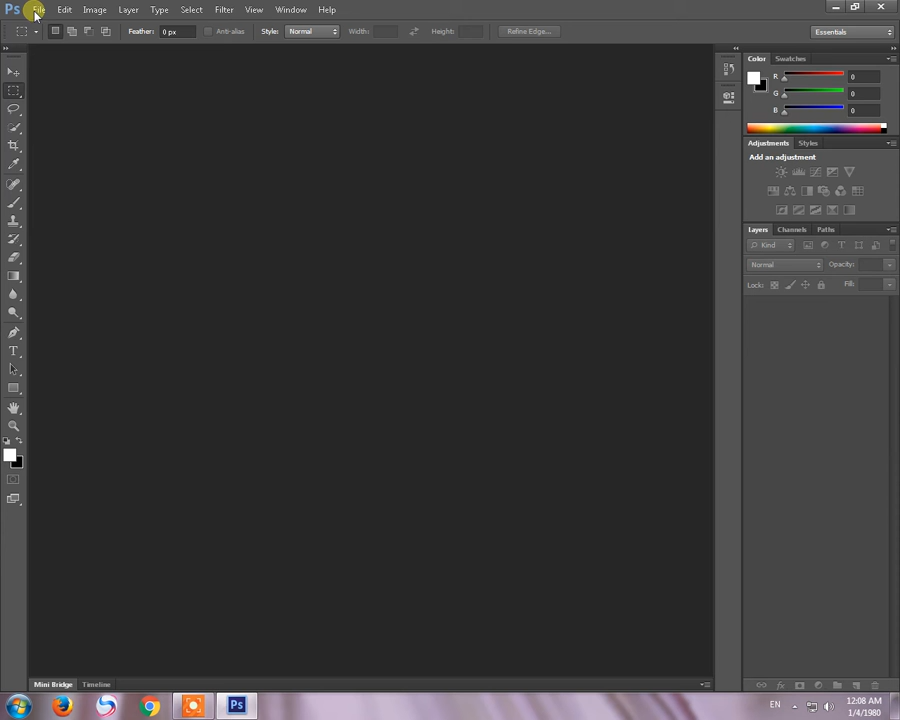 Ps File Edit Image Layer Type Select Filter View Window Help
Feather: 0 px Anti-alias Style: Normal Width: Height: Refine Edge... Essentials
Color Swatches
R 0
G 0
B 0
Adjustments Styles
Add an adjustment
Layers Channels Paths
Kind T
Normal Opacity:
Lock: Fill:
T
Mini Bridge Timeline
fx
Ps EN 12:08 AM
1/4/1980